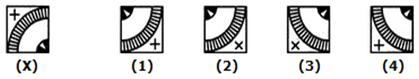 (X) (1) (2) (3) (4)